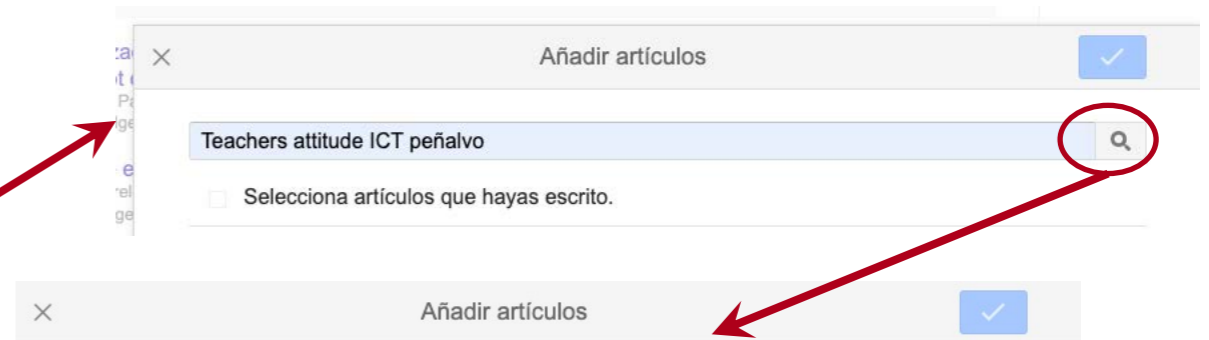 Añadir artículos
Teachers attitude ICT peñalvo
Selecciona artículos que hayas escrito.
Añadir artículos